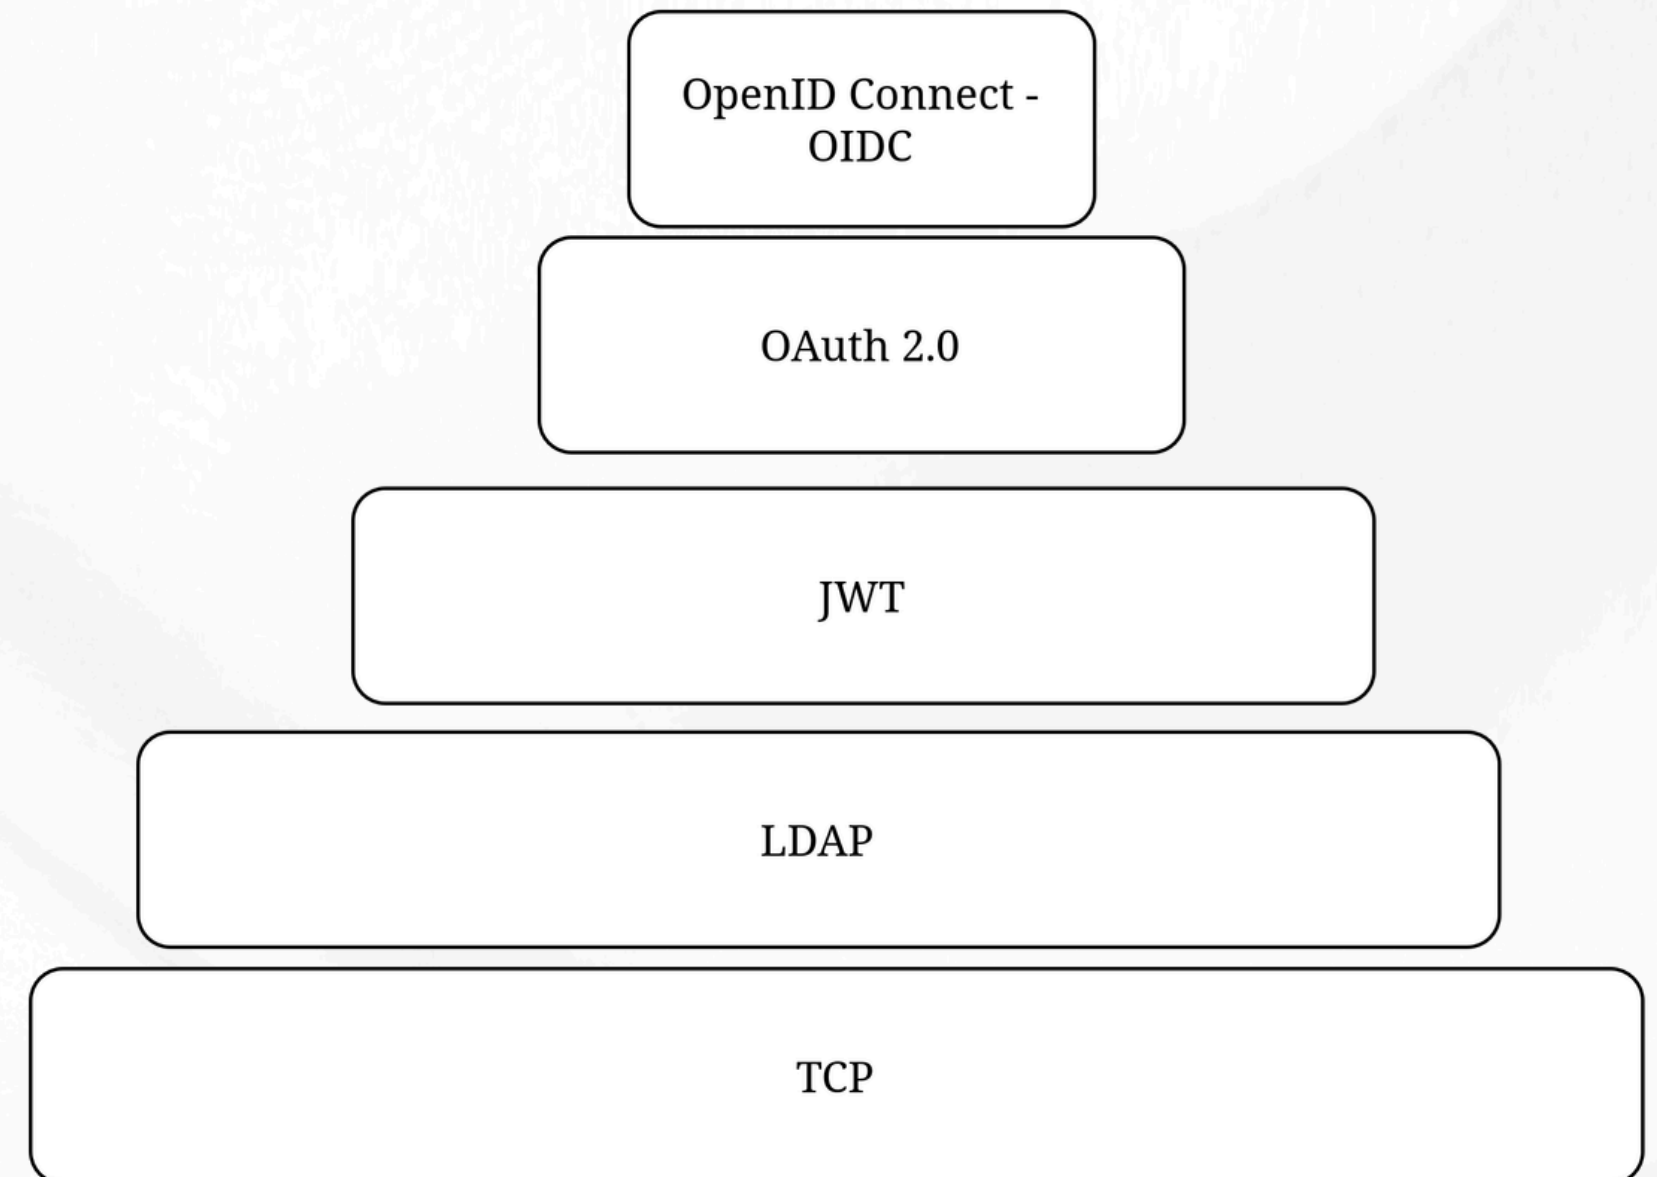 OpenID Connect -
OIDC
OAuth 2.0
JWT
LDAP
TCP